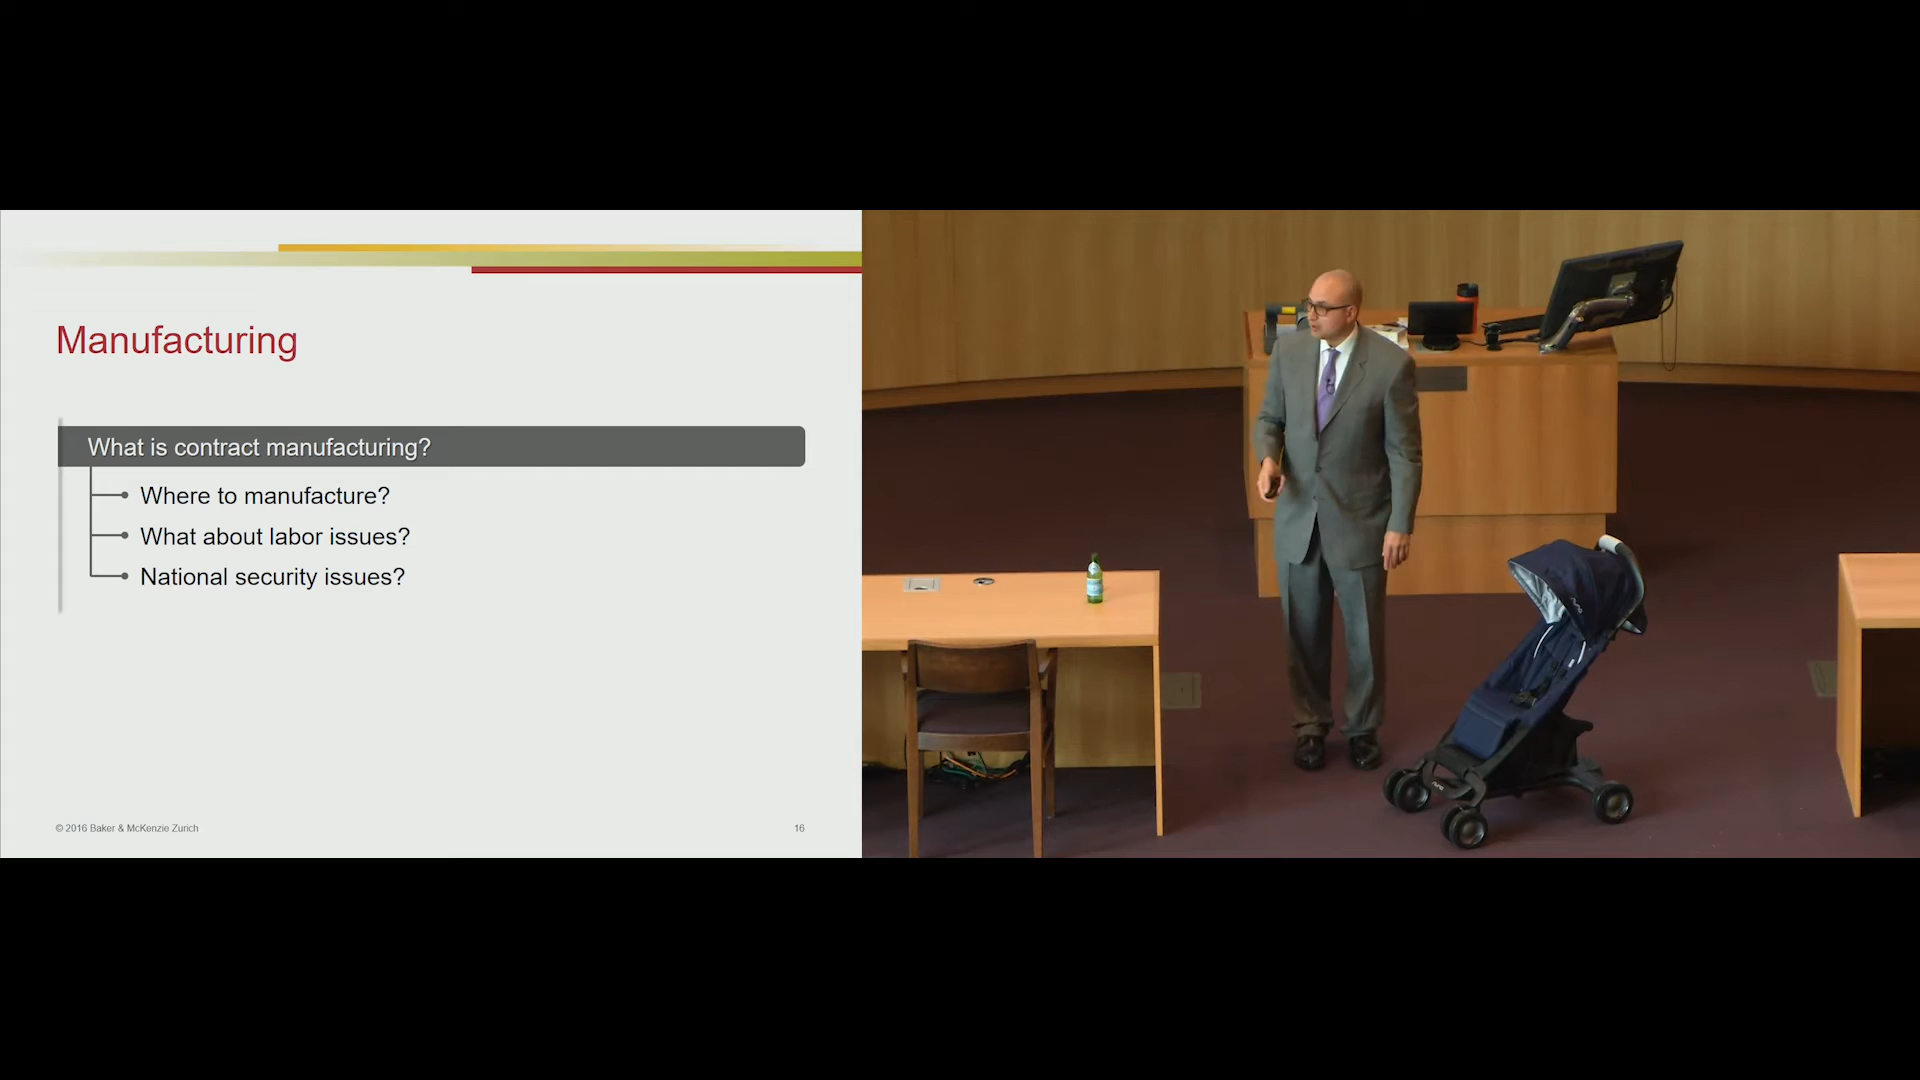 Manufacturing
What is contract manufacturing?
Where to manufacture?
What about labor issues?
National security issues?
© 2016 Baker & McKenzie Zurich
16
nuna